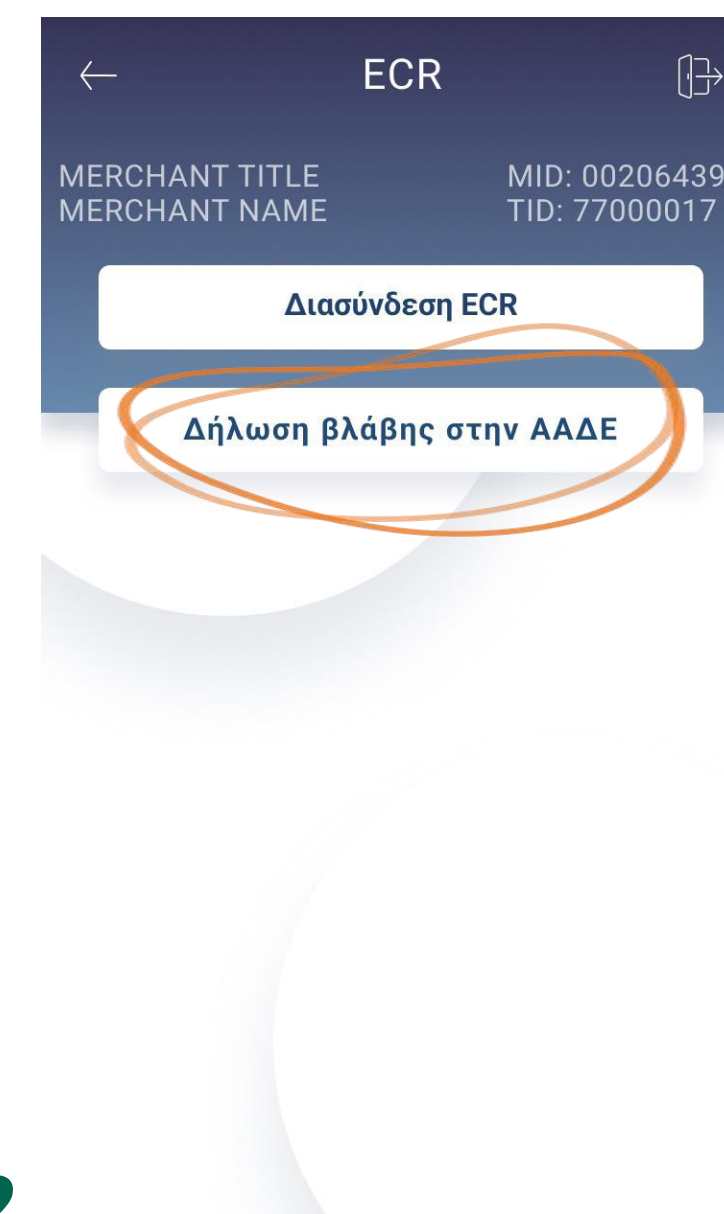 ECR
MERCHANT TITLE
MID: 00206439
MERCHANT NAME
TID: 77000017
Διασύνδεση ECR
Δήλωση βλάβης στην ΑΑΔΕ